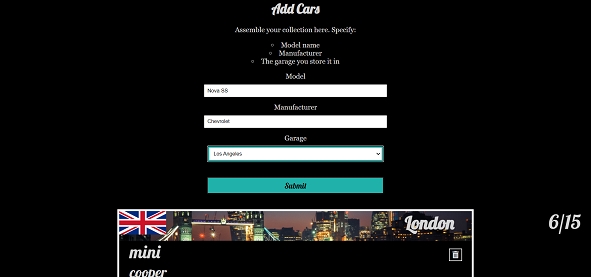 Add Cars
Assemble your collection here. Specify:
Model name
Manufacturer
The garage you store it in
Model
Nova SS
Manufacturer
Chevrolet
Garage
Los Angeles
Submit
London
6/15
mini
cooper